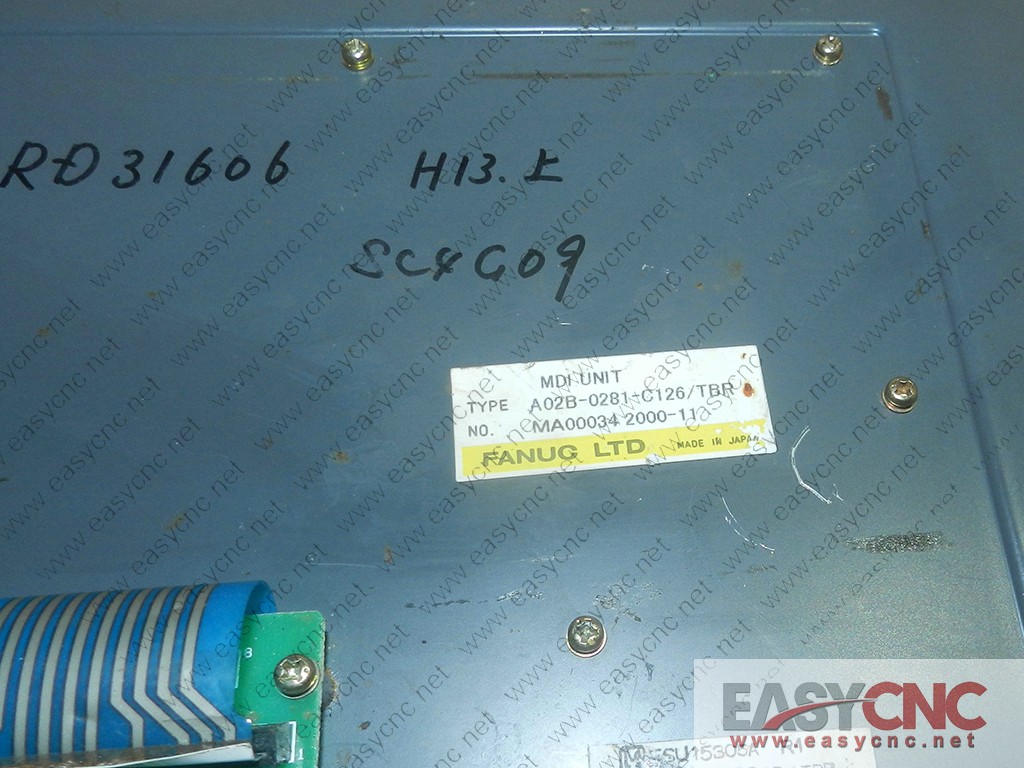 RD31606 H13.上
SC4G09
MDI UNIT
TYPE A02B-0281-C126/TBR
NO. MA00034 2000-11
FANUC LTD MADE IN JAPAN
EASYCNC
www.easycnc.net